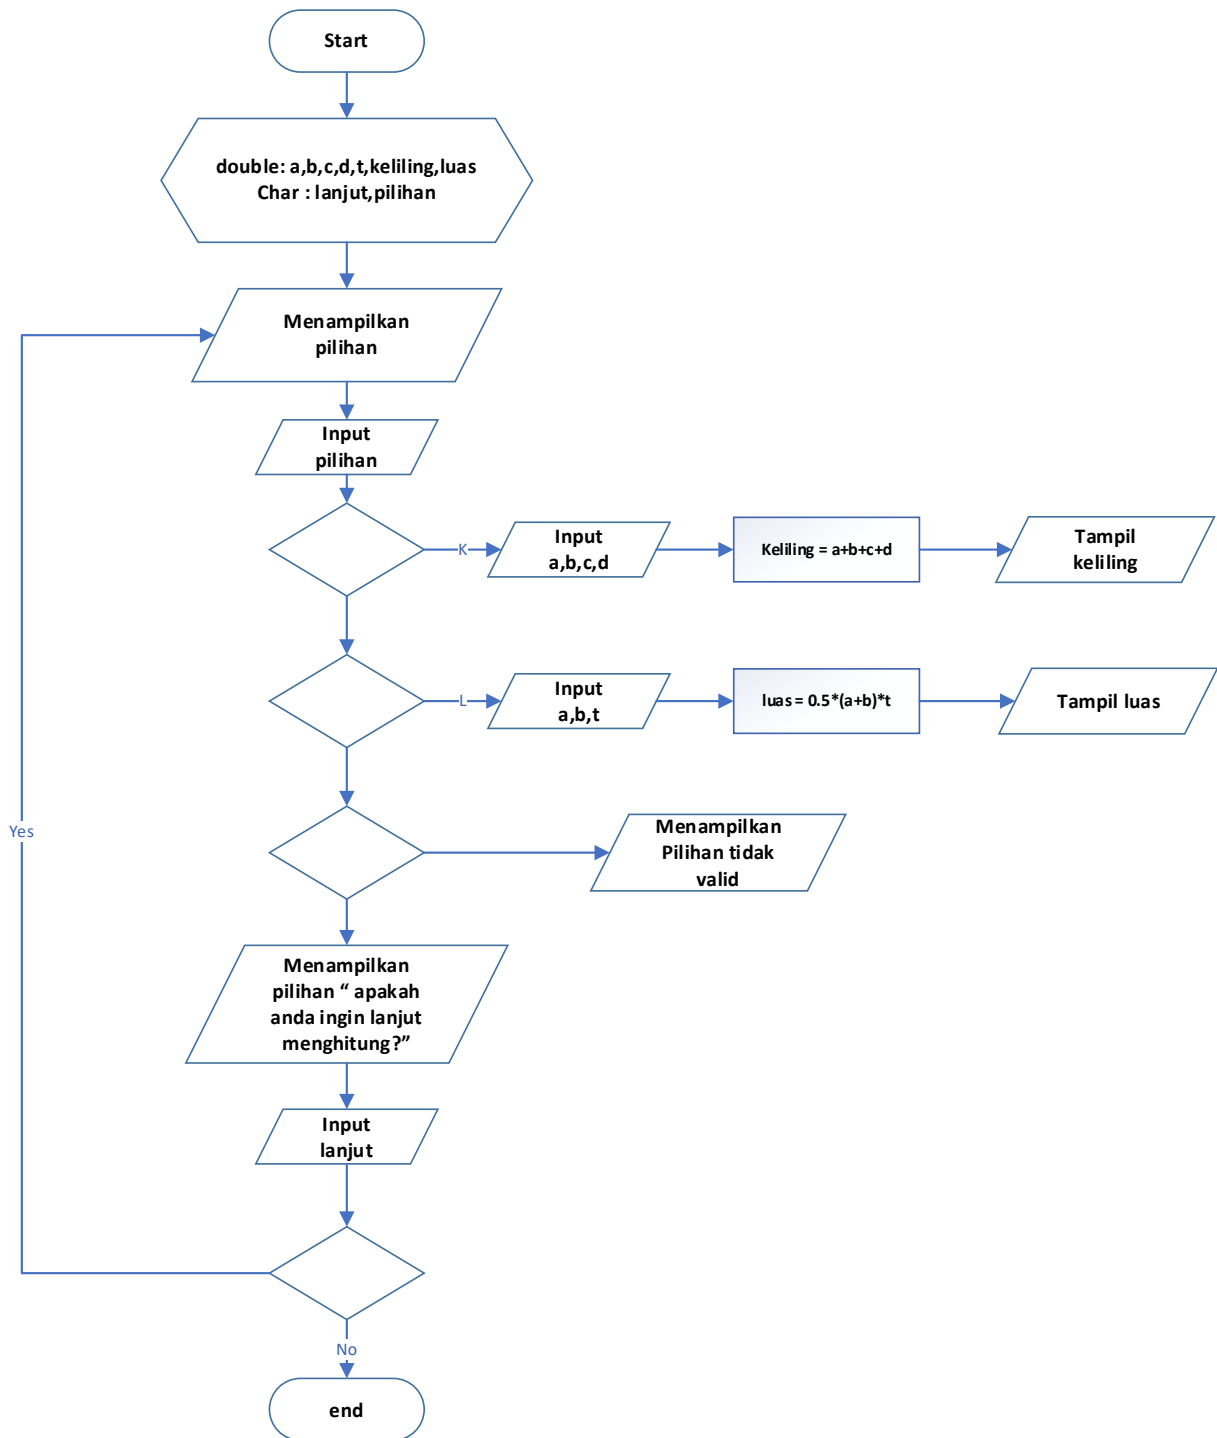 Start
double: a,b,c,d,t,keliling,luas
Char : lanjut,pilihan
Menampilkan
pilihan
Input
pilihan
K
Input
a,b,c,d
Keliling = a+b+c+d
Tampil
keliling
L
Input
a,b,t
luas = 0.5*(a+b)*t
Tampil luas
Yes
Menampilkan
Pilihan tidak
valid
Menampilkan
pilihan “ apakah
anda ingin lanjut
menghitung?”
Input
lanjut
No
end